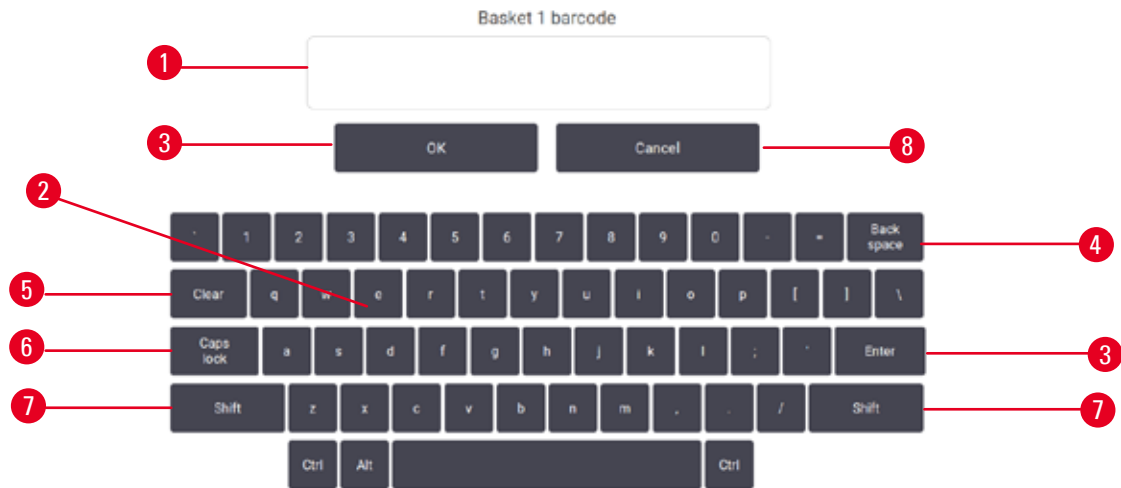 Basket 1 barcode
1
3 OK Cancel 8
2
` 1 2 3 4 5 6 7 8 9 0 - = Back space 4
5 Clear q w e r t y u i o p [ ] \
6 Caps lock a s d f g h j k l ; ' Enter 3
7 Shift z x c v b n m , . / Shift 7
Ctrl Alt Ctrl